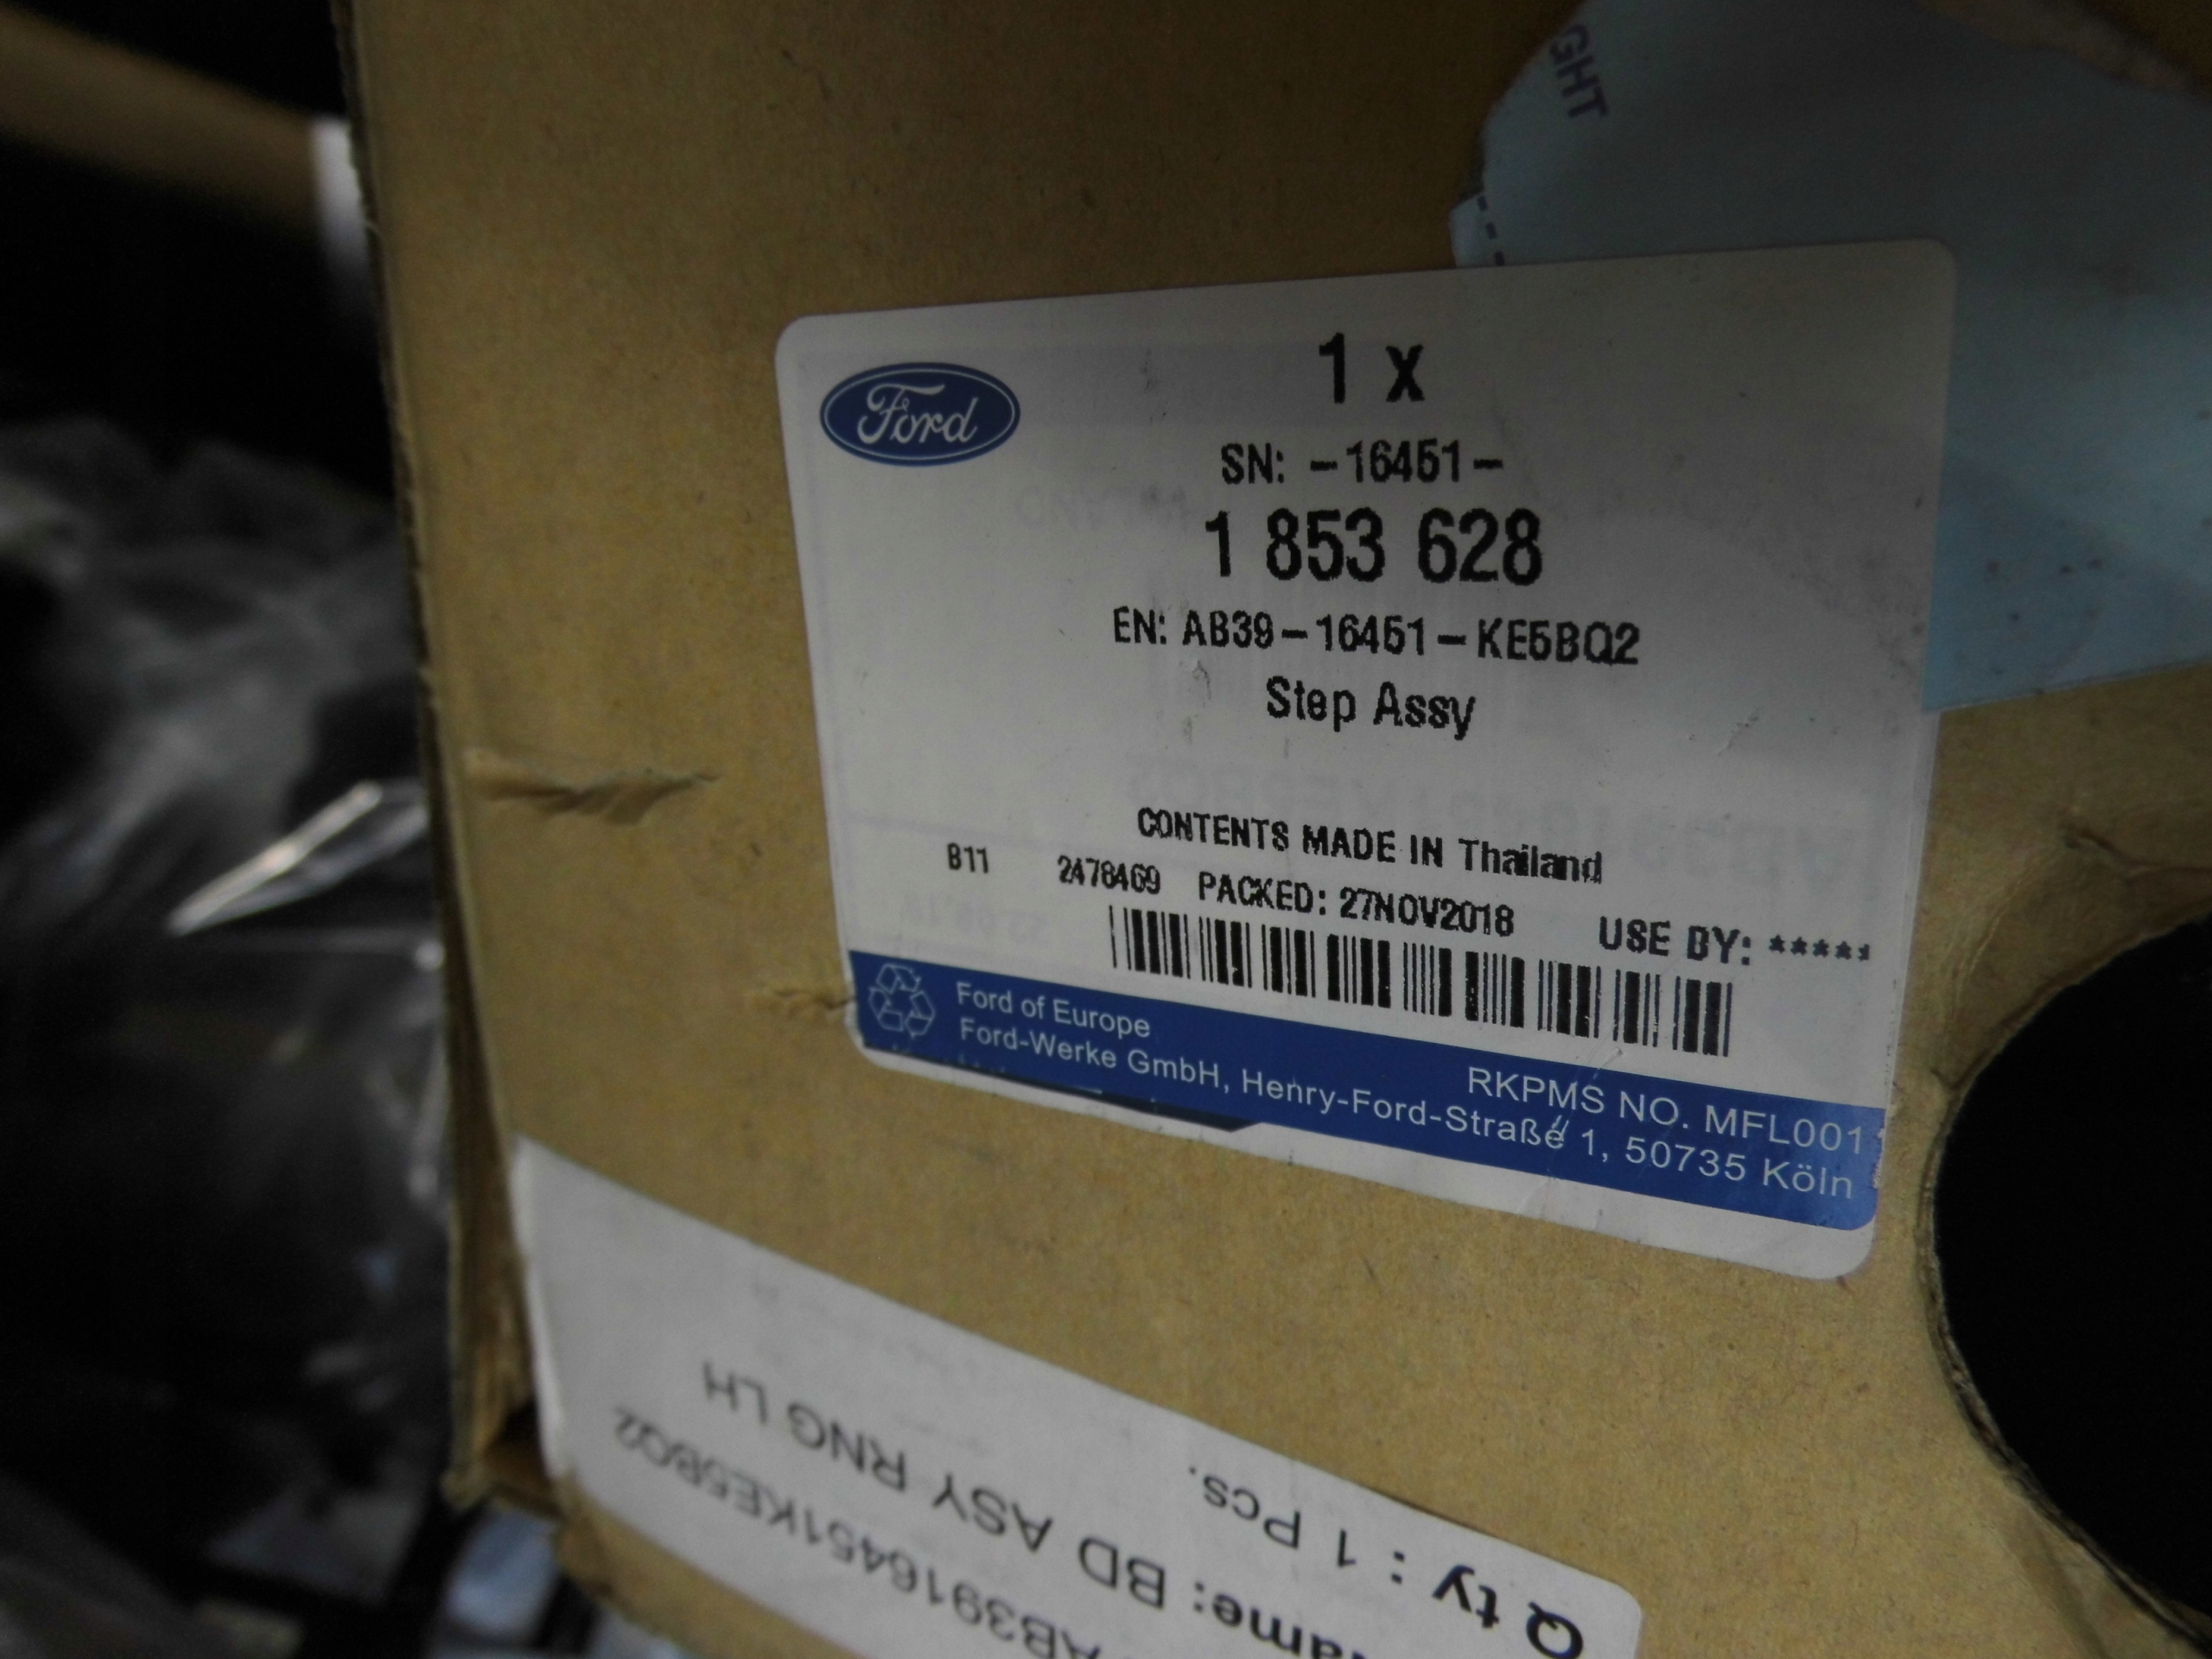 GHT
Ford
1 x
SN: -16451-
1 853 628
EN: AB39-16451-KE5BQ2
Step Assy
CONTENTS MADE IN Thailand
B11 2478469 PACKED: 27NOV2018 USE BY: *****
Ford of Europe RKPMS NO. MFL001
Ford-Werke GmbH, Henry-Ford-Straße 1, 50735 Köln
Q ty : 1 Pcs.
ame: BD ASY RNG LH
AB3916451KE5BQ2